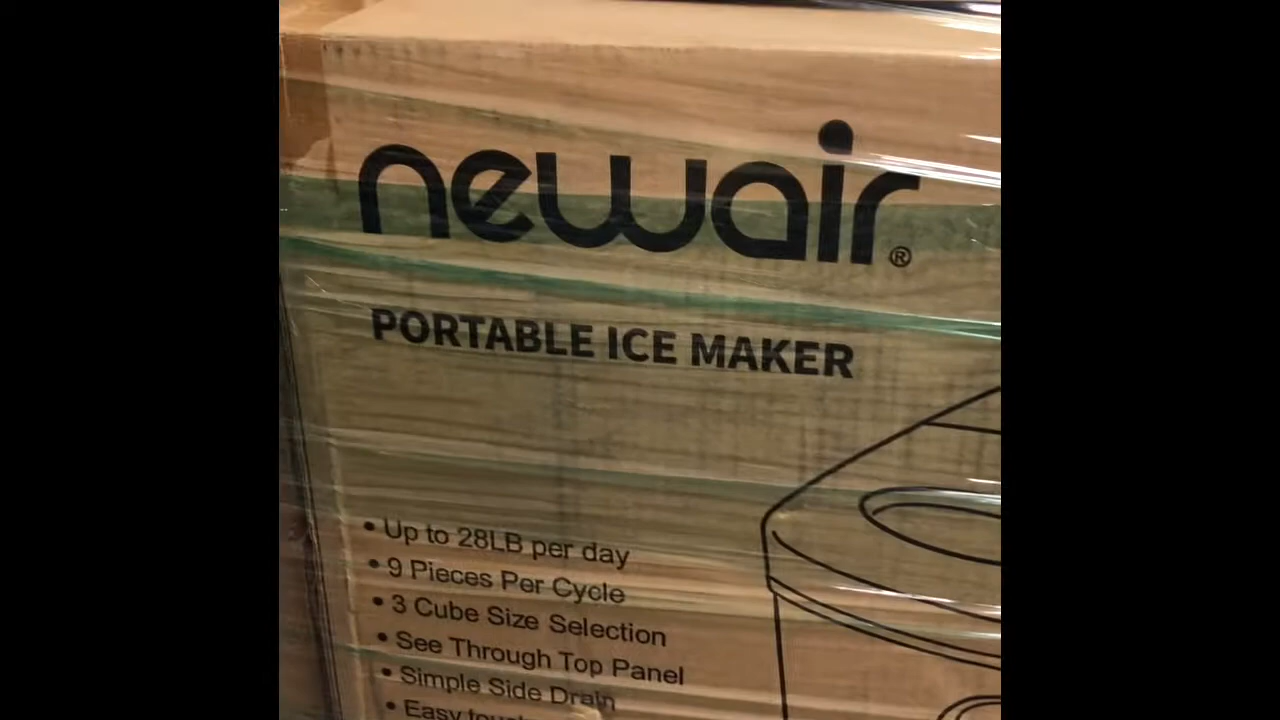 newair®
PORTABLE ICE MAKER
• Up to 28LB per day
• 9 Pieces Per Cycle
• 3 Cube Size Selection
• See Through Top Panel
• Simple Side Drain
• Easy